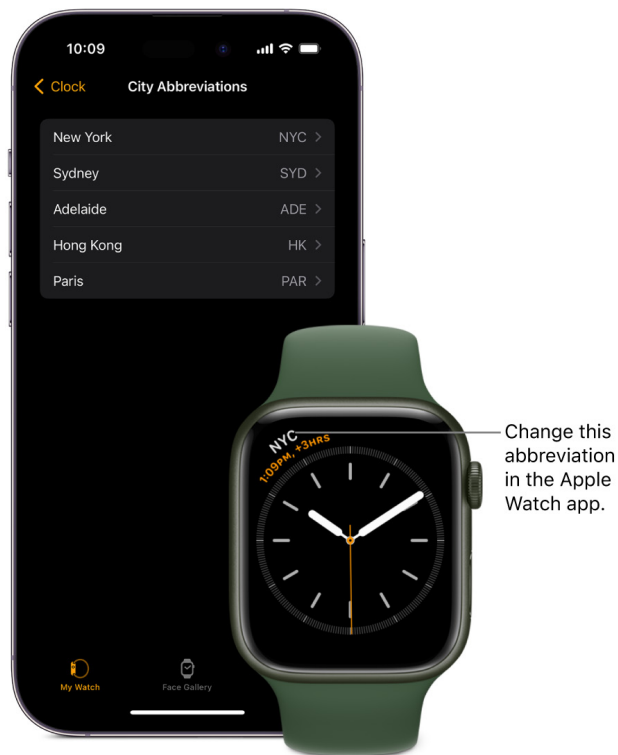 10:09
Clock
City Abbreviations
New York NYC
Sydney SYD
Adelaide ADE
Hong Kong HK
Paris PAR
NYC
1:09PM, +3HRS
Change this
abbreviation
in the Apple
Watch app.
My Watch
Face Gallery